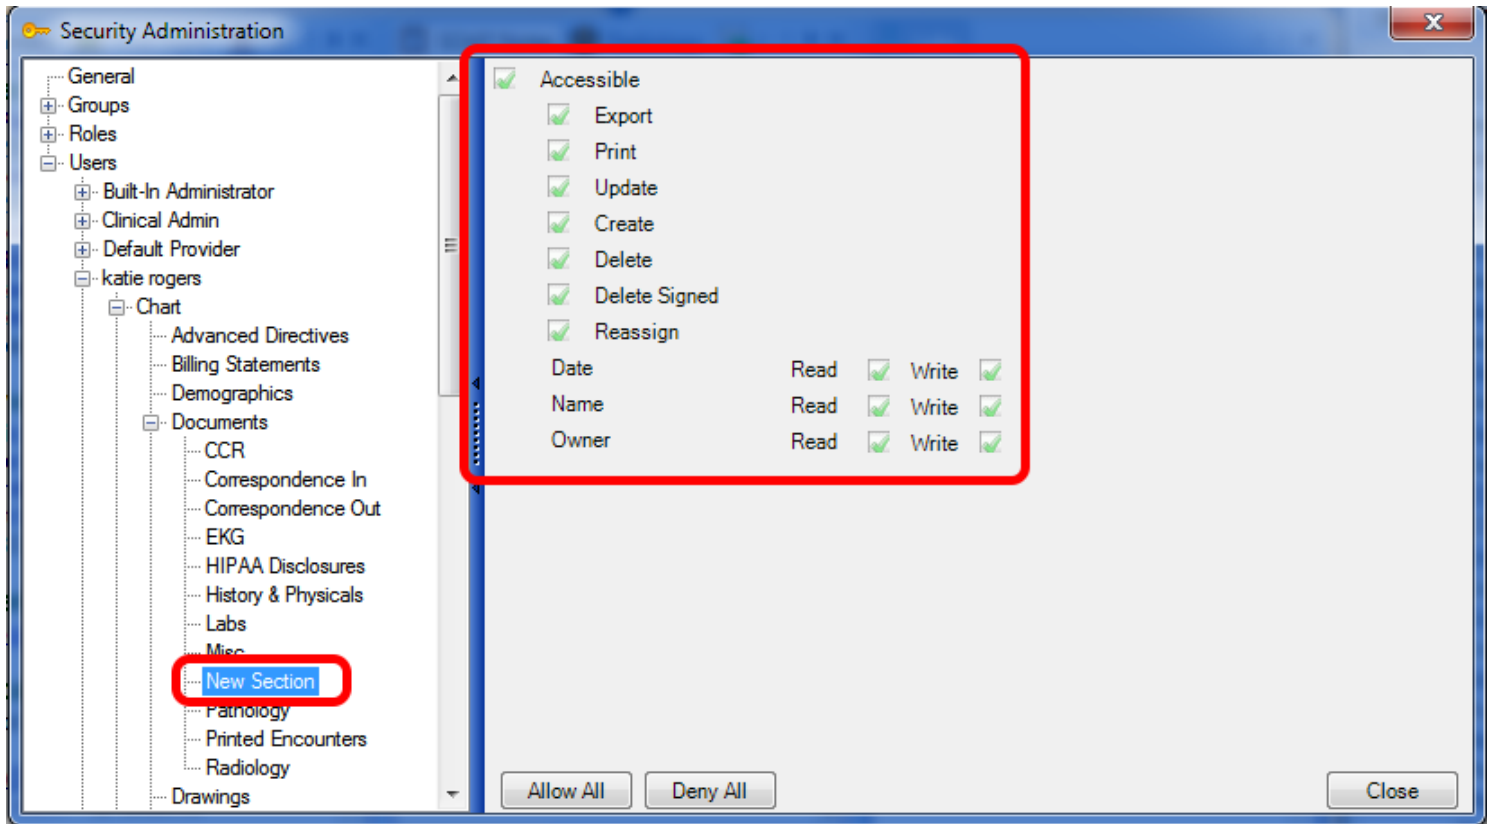 Security Administration
General
Groups
Roles
Users
Built-In Administrator
Clinical Admin
Default Provider
katie rogers
Chart
Advanced Directives
Billing Statements
Demographics
Documents
CCR
Correspondence In
Correspondence Out
EKG
HIPAA Disclosures
History & Physicals
Labs
Misc
New Section
Pathology
Printed Encounters
Radiology
Drawings
Accessible
Export
Print
Update
Create
Delete
Delete Signed
Reassign
Date Read Write
Name Read Write
Owner Read Write
Allow All Deny All Close